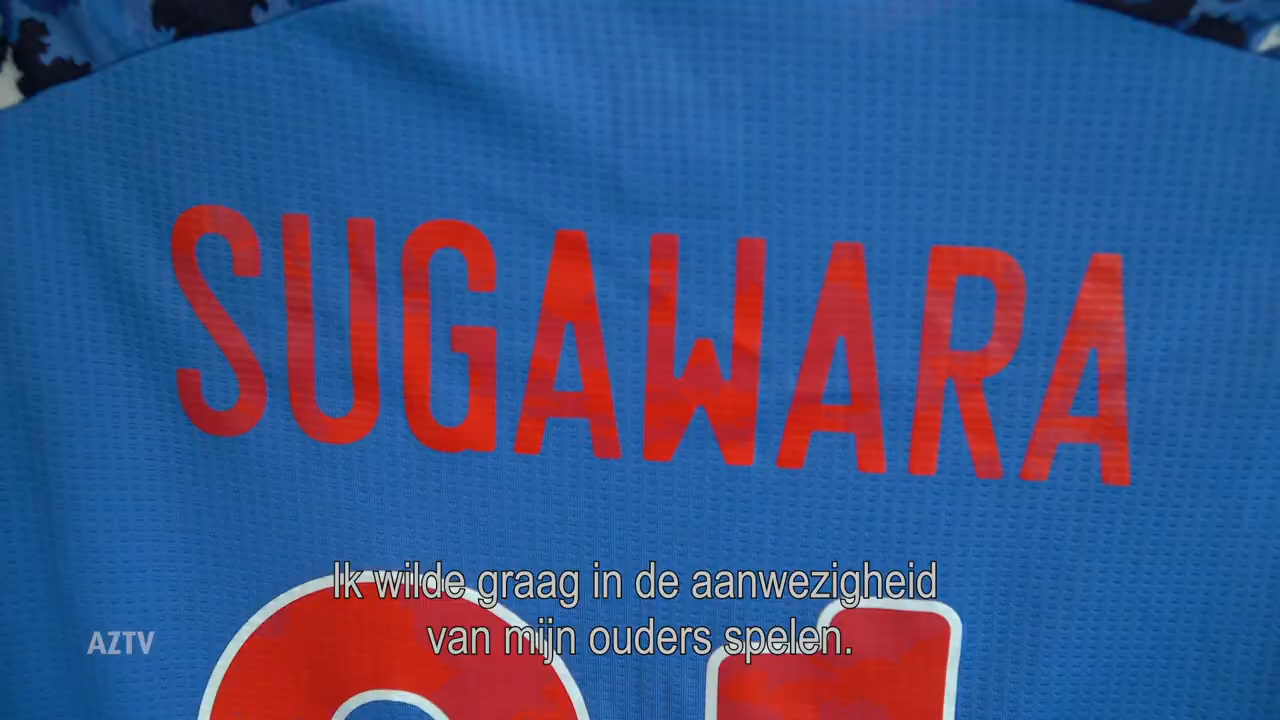 SUGAWARA
Ik wilde graag in de aanwezigheid
van mijn ouders spelen.
AZTV